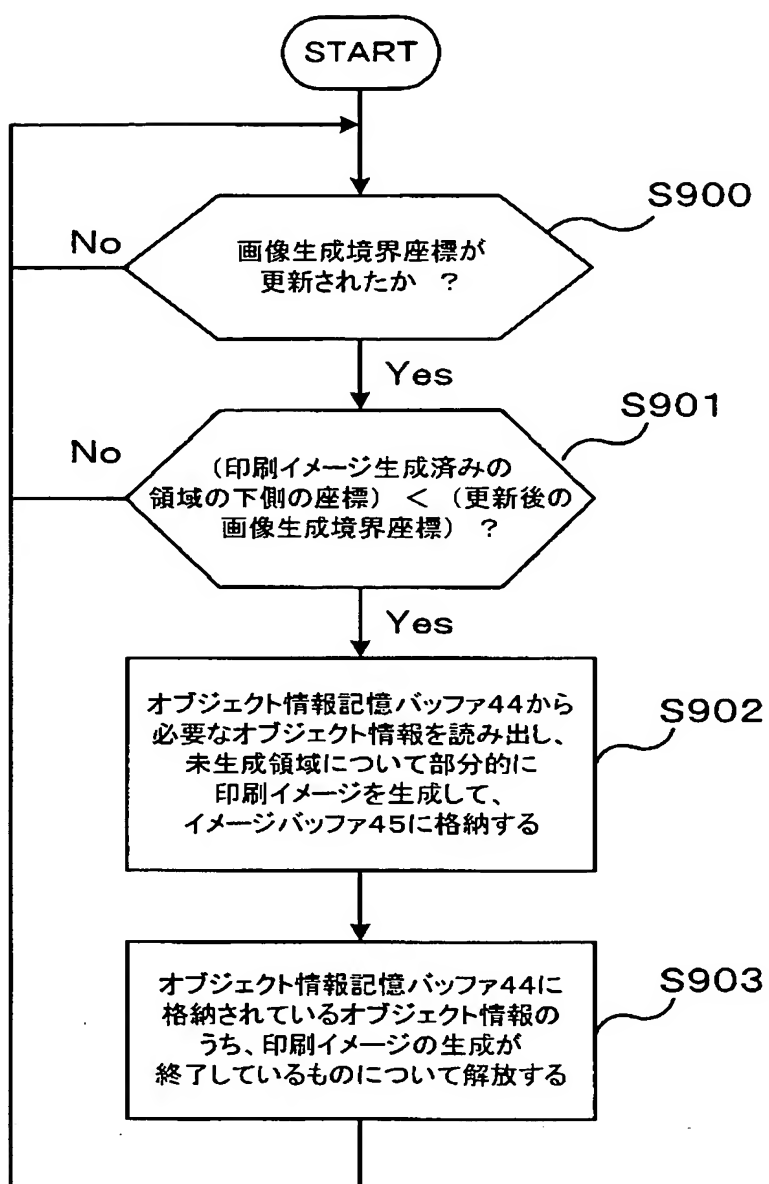 START
S900
No
画像生成境界座標が
更新されたか ?
Yes
S901
No
(印刷イメージ生成済みの
領域の下側の座標) < (更新後の
画像生成境界座標) ?
Yes
オブジェクト情報記憶バッファ44から
必要なオブジェクト情報を読み出し、
未生成領域について部分的に
印刷イメージを生成して、
イメージバッファ45に格納する
S902
オブジェクト情報記憶バッファ44に
格納されているオブジェクト情報の
うち、印刷イメージの生成が
終了しているものについて解放する
S903